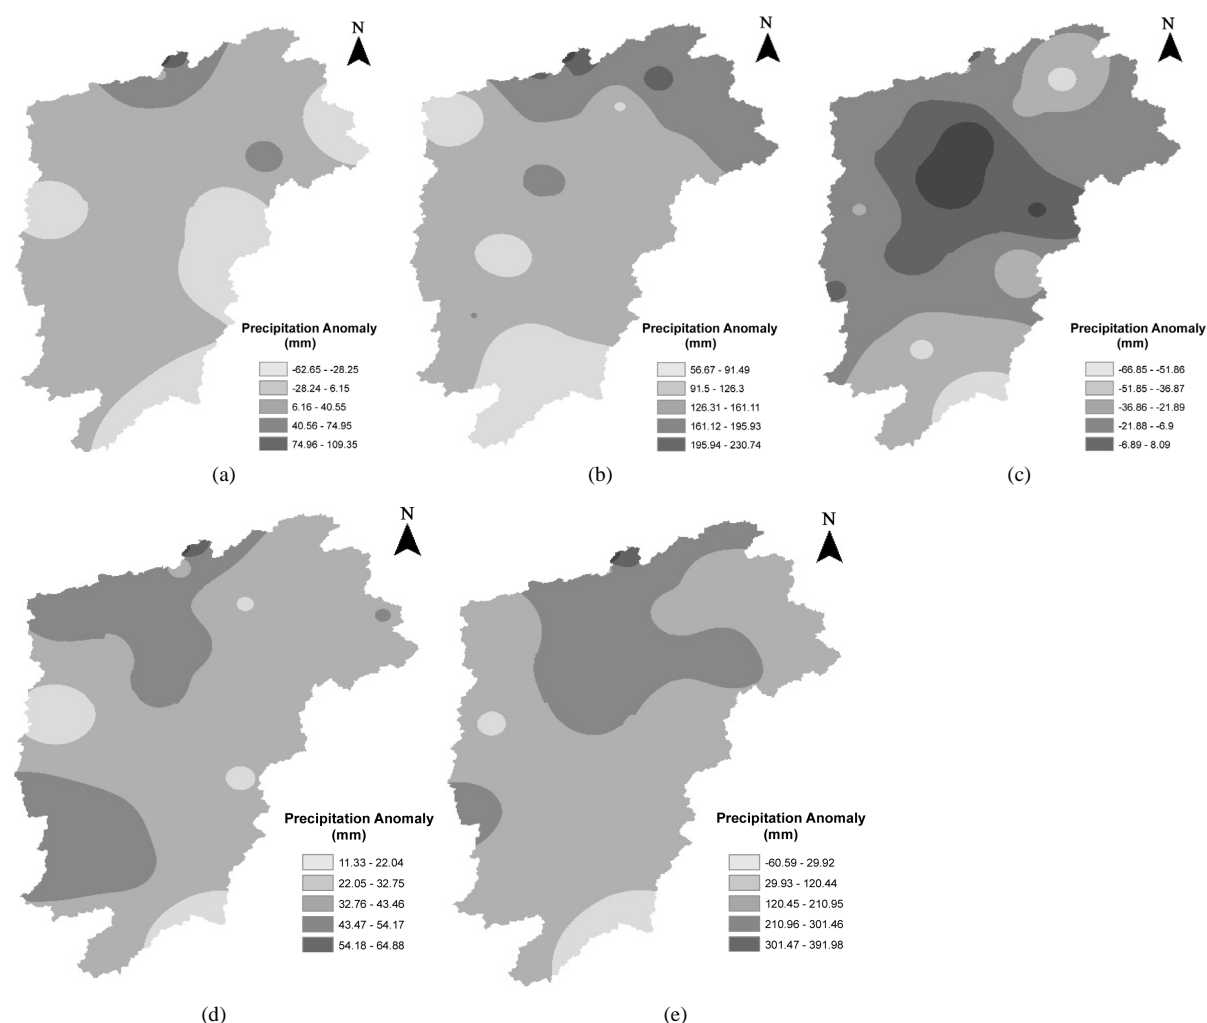 N
Precipitation Anomaly
(mm)
-62.65 - -28.25
-28.24 - 6.15
6.16 - 40.55
40.56 - 74.95
74.96 - 109.35
(a)
N
Precipitation Anomaly
(mm)
56.67 - 91.49
91.5 - 126.3
126.31 - 161.11
161.12 - 195.93
195.94 - 230.74
(b)
N
Precipitation Anomaly
(mm)
-66.85 - -51.86
-51.85 - -36.87
-36.86 - -21.89
-21.88 - -6.9
-6.89 - 8.09
(c)
N
Precipitation Anomaly
(mm)
11.33 - 22.04
22.05 - 32.75
32.76 - 43.46
43.47 - 54.17
54.18 - 64.88
(d)
N
Precipitation Anomaly
(mm)
-60.59 - 29.92
29.93 - 120.44
120.45 - 210.95
210.96 - 301.46
301.47 - 391.98
(e)